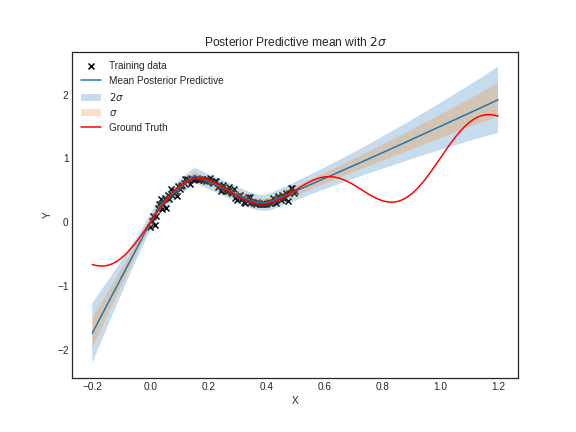 Posterior Predictive mean with 2σ
Training data
Mean Posterior Predictive
2σ
σ
Ground Truth
Y
2
1
0
−1
−2
−0.2 0.0 0.2 0.4 0.6 0.8 1.0 1.2
X